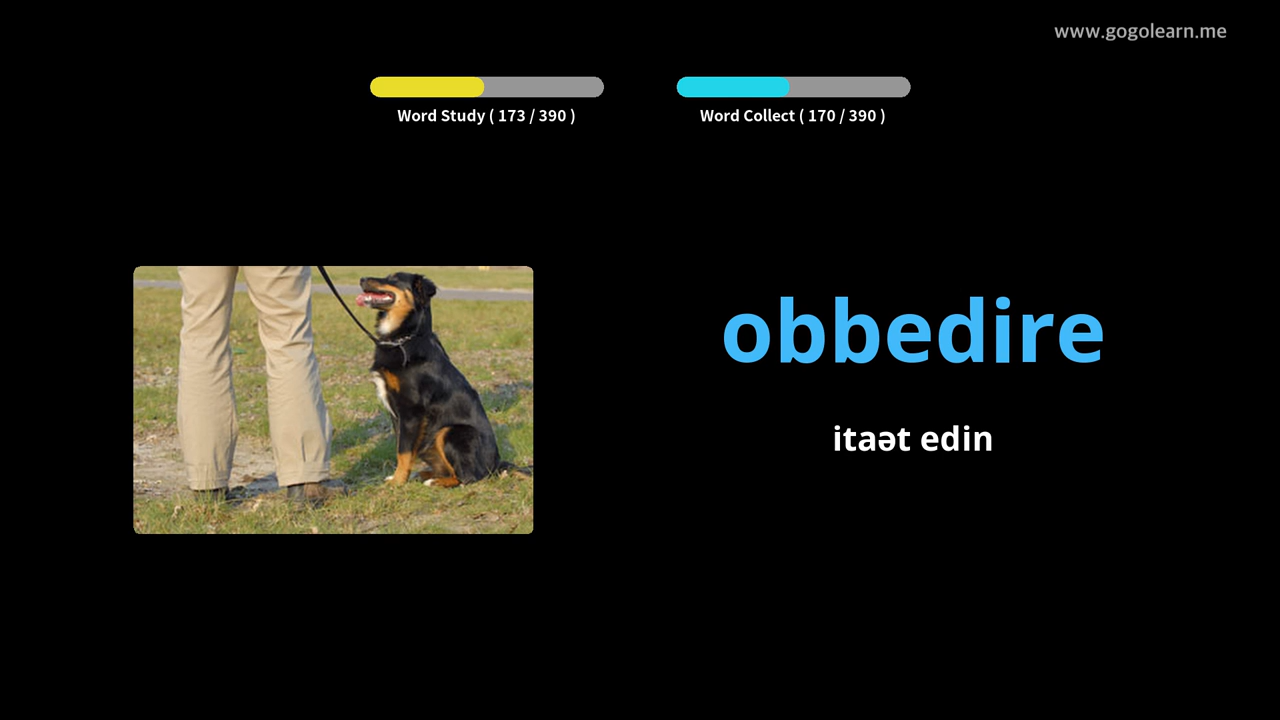 www.gogolearn.me
Word Study ( 173 / 390 )
Word Collect ( 170 / 390 )
obbedire
itaət edin